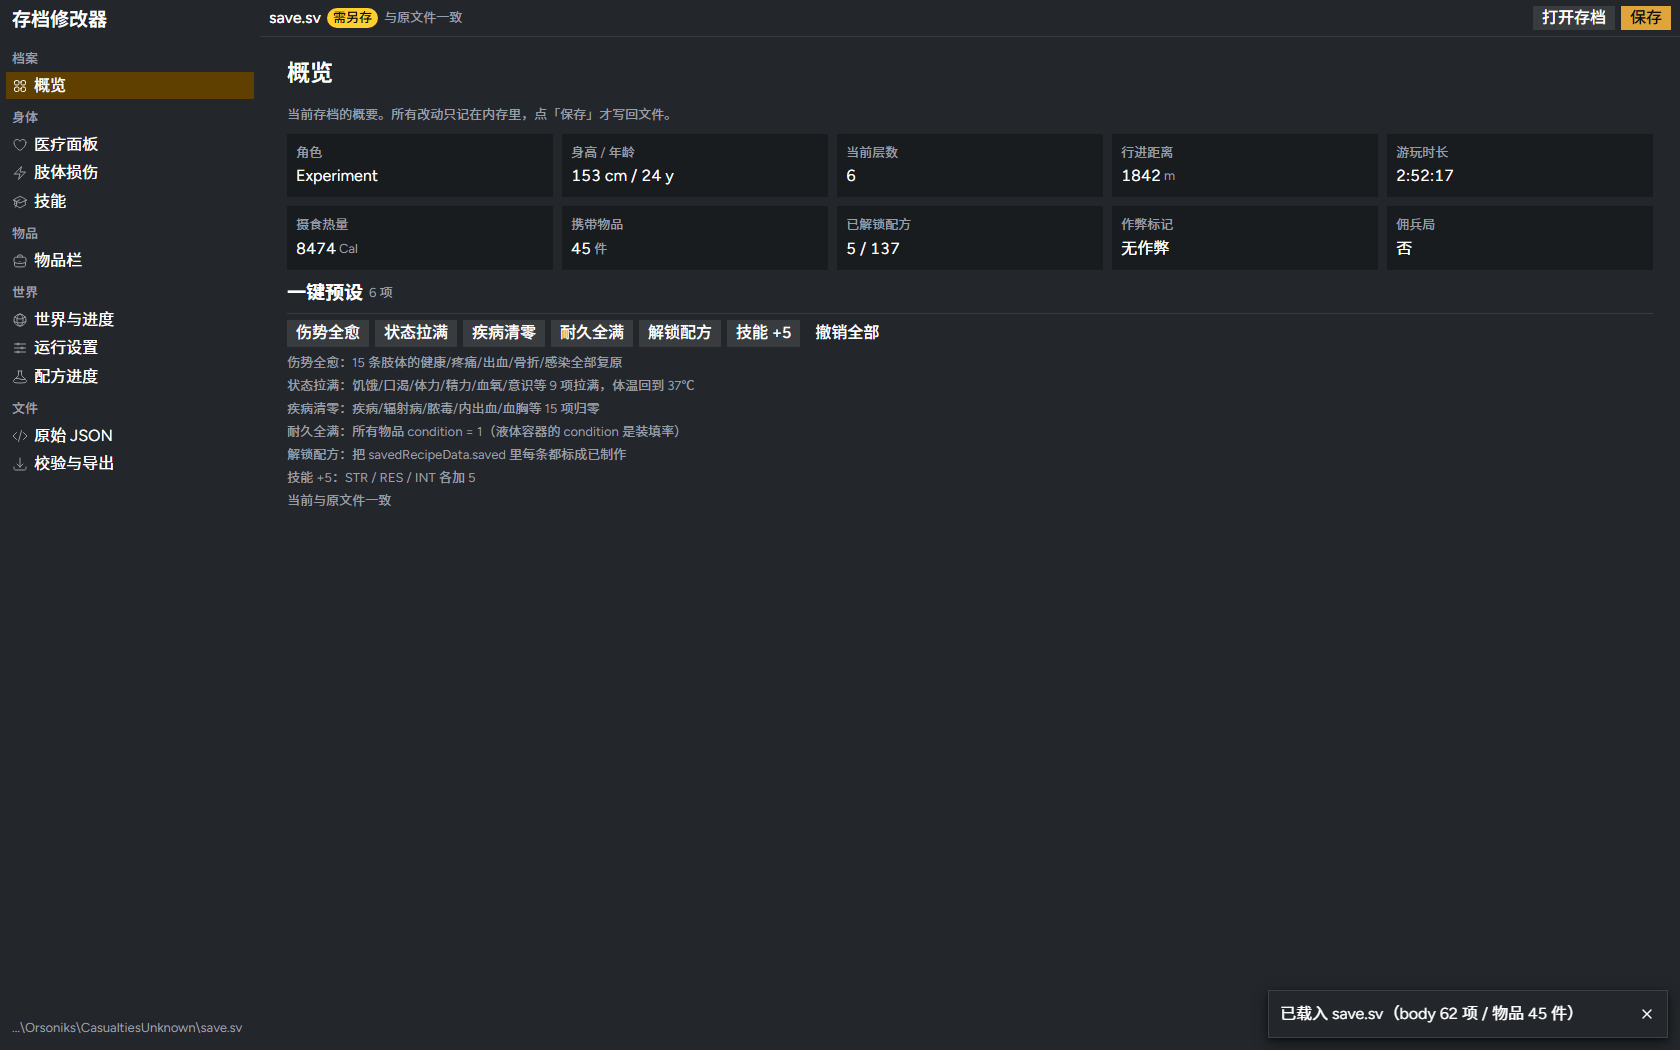 存档修改器
档案
概览
身体
医疗面板
肢体损伤
技能
物品
物品栏
世界
世界与进度
运行设置
配方进度
文件
原始 JSON
校验与导出
...\Orsoniks\CasualtiesUnknown\save.sv
save.sv 需另存 与原文件一致
打开存档 保存
概览
当前存档的概要。所有改动只记在内存里，点「保存」才写回文件。
角色
Experiment
身高 / 年龄
153 cm / 24 y
当前层数
6
行进距离
1842 m
游玩时长
2:52:17
摄食热量
8474 Cal
携带物品
45 件
已解锁配方
5 / 137
作弊标记
无作弊
佣兵局
否
一键预设 6 项
伤势全愈 状态拉满 疾病清零 耐久全满 解锁配方 技能 +5 撤销全部
伤势全愈：15 条肢体的健康/疼痛/出血/骨折/感染全部复原
状态拉满：饥饿/口渴/体力/精力/血氧/意识等 9 项拉满，体温回到 37℃
疾病清零：疾病/辐射病/脓毒/内出血/血胸等 15 项归零
耐久全满：所有物品 condition = 1（液体容器的 condition 是装填率）
解锁配方：把 savedRecipeData.saved 里每条都标成已制作
技能 +5：STR / RES / INT 各加 5
当前与原文件一致
已载入 save.sv（body 62 项 / 物品 45 件）